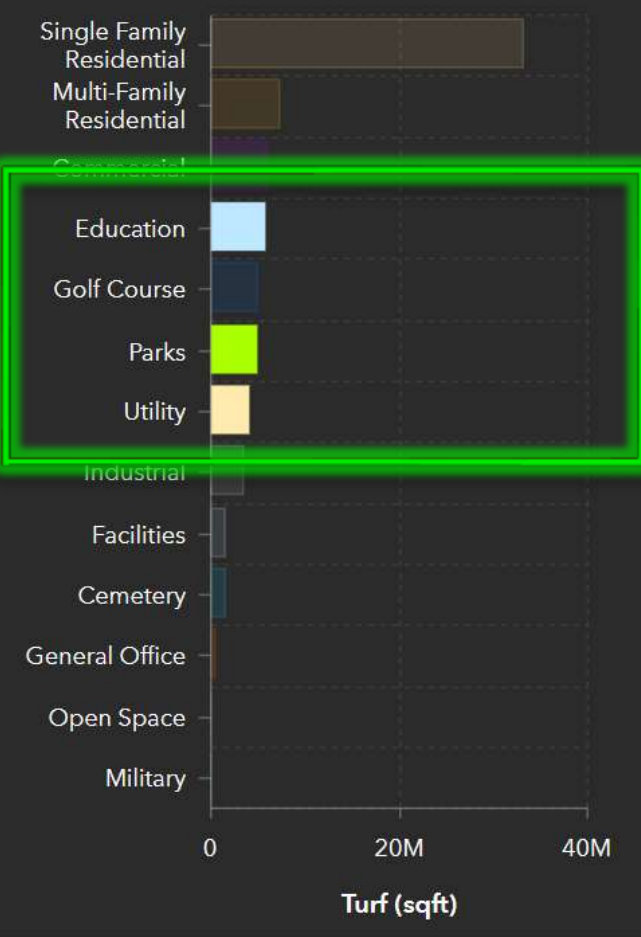 Single Family
Residential
Multi-Family
Residential
Commercial
Education
Golf Course
Parks
Utility
Industrial
Facilities
Cemetery
General Office
Open Space
Military
0
20M
40M
Turf (sqft)